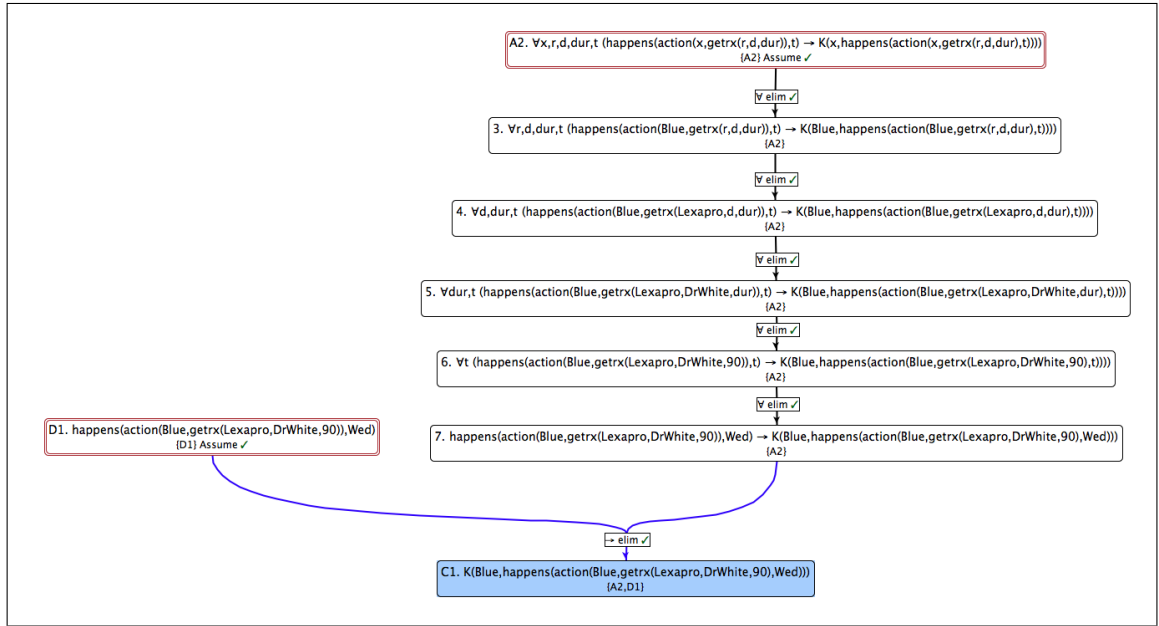 A2. ∀x,r,d,dur,t (happens(action(x,getrx(r,d,dur)),t) → K(x,happens(action(x,getrx(r,d,dur),t))))
{A2} Assume ✓
∀ elim ✓
3. ∀r,d,dur,t (happens(action(Blue,getrx(r,d,dur)),t) → K(Blue,happens(action(Blue,getrx(r,d,dur),t))))
{A2}
∀ elim ✓
4. ∀d,dur,t (happens(action(Blue,getrx(Lexapro,d,dur)),t) → K(Blue,happens(action(Blue,getrx(Lexapro,d,dur),t))))
{A2}
∀ elim ✓
5. ∀dur,t (happens(action(Blue,getrx(Lexapro,DrWhite,dur)),t) → K(Blue,happens(action(Blue,getrx(Lexapro,DrWhite,dur),t))))
{A2}
∀ elim ✓
6. ∀t (happens(action(Blue,getrx(Lexapro,DrWhite,90)),t) → K(Blue,happens(action(Blue,getrx(Lexapro,DrWhite,90),t))))
{A2}
∀ elim ✓
D1. happens(action(Blue,getrx(Lexapro,DrWhite,90)),Wed)
{D1} Assume ✓
7. happens(action(Blue,getrx(Lexapro,DrWhite,90)),Wed) → K(Blue,happens(action(Blue,getrx(Lexapro,DrWhite,90),Wed)))
{A2}
→ elim ✓
C1. K(Blue,happens(action(Blue,getrx(Lexapro,DrWhite,90),Wed)))
{A2,D1}